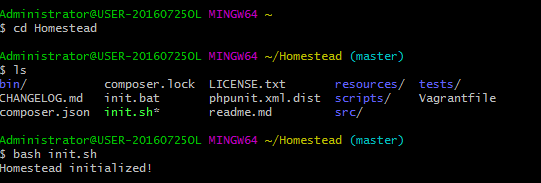 Administrator@USER-20160725OL MINGW64 ~
$ cd Homestead
Administrator@USER-20160725OL MINGW64 ~/Homestead (master)
$ ls
bin/ composer.lock LICENSE.txt resources/ tests/
CHANGELOG.md init.bat phpunit.xml.dist scripts/ Vagrantfile
composer.json init.sh* readme.md src/
Administrator@USER-20160725OL MINGW64 ~/Homestead (master)
$ bash init.sh
Homestead initialized!